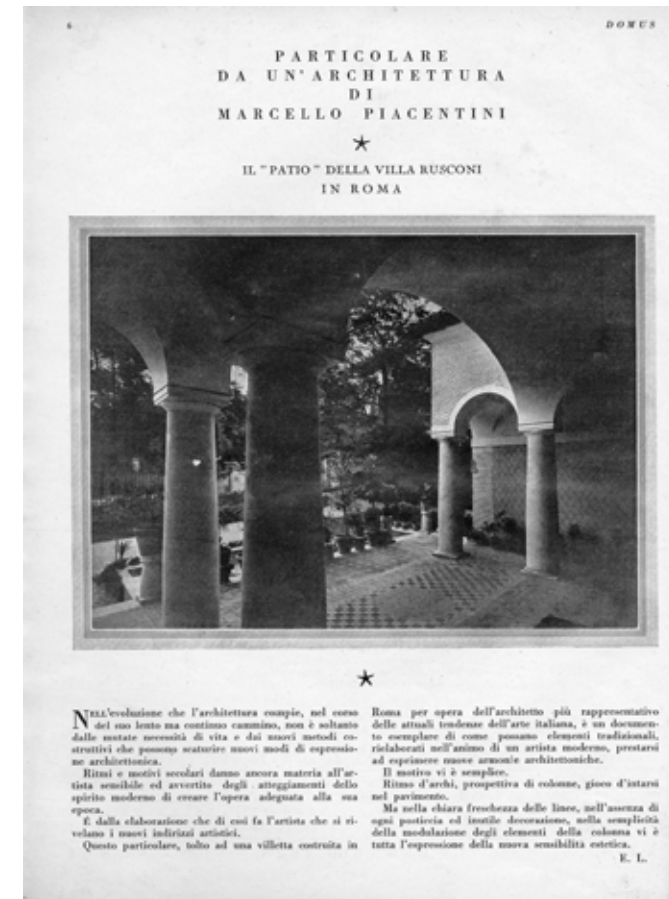 6
DOMUS
PARTICOLARE
DA UN'ARCHITETTURA
DI
MARCELLO PIACENTINI
IL "PATIO" DELLA VILLA RUSCONI
IN ROMA
NELL'evoluzione che l'architettura compie, nel corso
del suo lento ma continuo cammino, non è soltanto
dalle mutate necessità di vita e dai nuovi metodi co-
struttivi che possono scaturire nuovi modi di espressio-
ne architettonica.
Ritmi e motivi secolari danno ancora materia all'ar-
tista sensibile ed avvertito degli atteggiamenti dello
spirito moderno di creare l'opera adeguata alla sua
epoca.
È dalla elaborazione che di essi fa l'artista che si ri-
velano i nuovi indirizzi artistici.
Questo particolare, tolto ad una villetta costruita in
Roma per opera dell'architetto più rappresentativo
delle attuali tendenze dell'arte italiana, è un documen-
to esemplare di come possano elementi tradizionali,
rielaborati nell'animo di un artista moderno, prestarsi
ad esprimere nuove armonie architettoniche.
Il motivo vi è semplice.
Ritmo d'archi, prospettiva di colonne, gioco d'intarsi
nel pavimento.
Ma nella chiara freschezza delle linee, nell'assenza di
ogni posticcia ed inutile decorazione, nella semplicità
della modulazione degli elementi della colonna vi è
tutta l'espressione della nuova sensibilità estetica.
E. L.